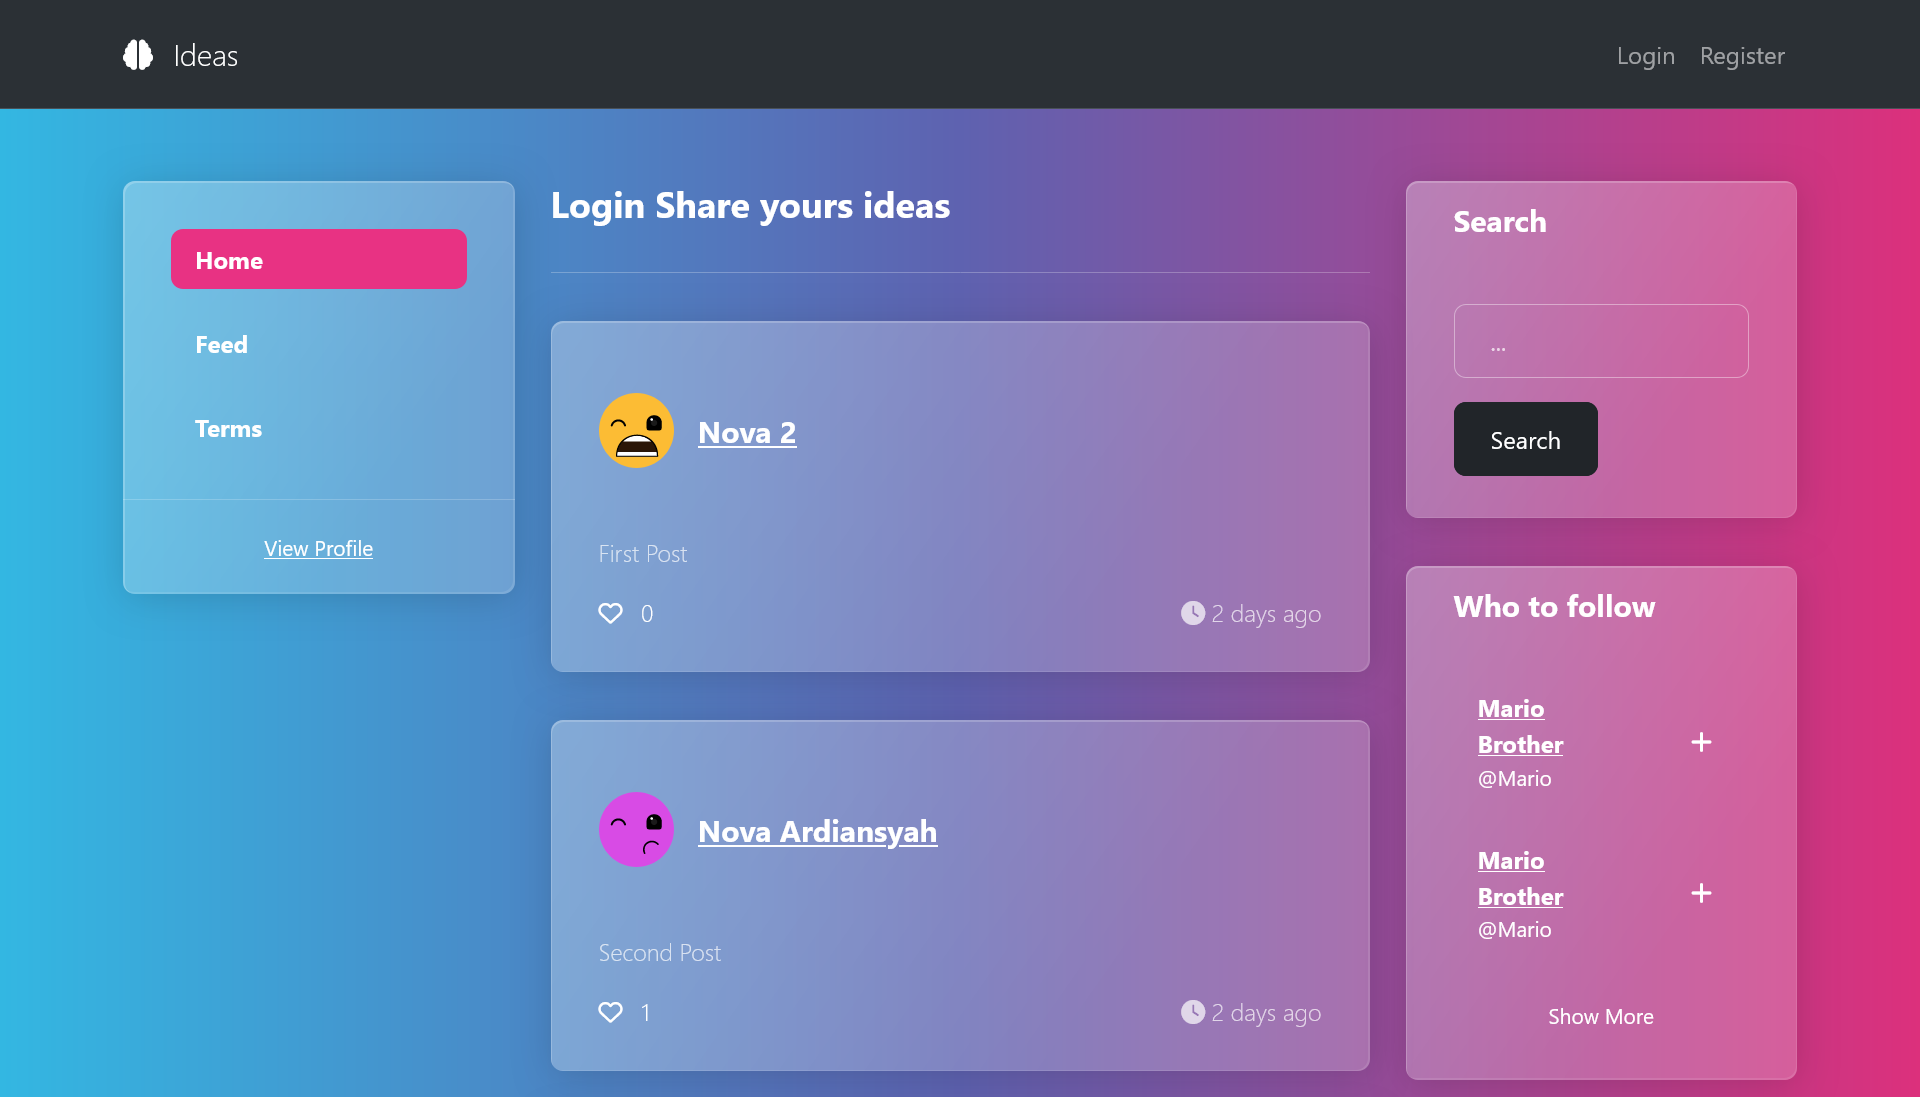 Ideas
Login
Register
Home
Feed
Terms
View Profile
Login Share yours ideas
Nova 2
First Post
0
2 days ago
Nova Ardiansyah
Second Post
1
2 days ago
Search
...
Search
Who to follow
Mario
Brother
@Mario
Mario
Brother
@Mario
Show More